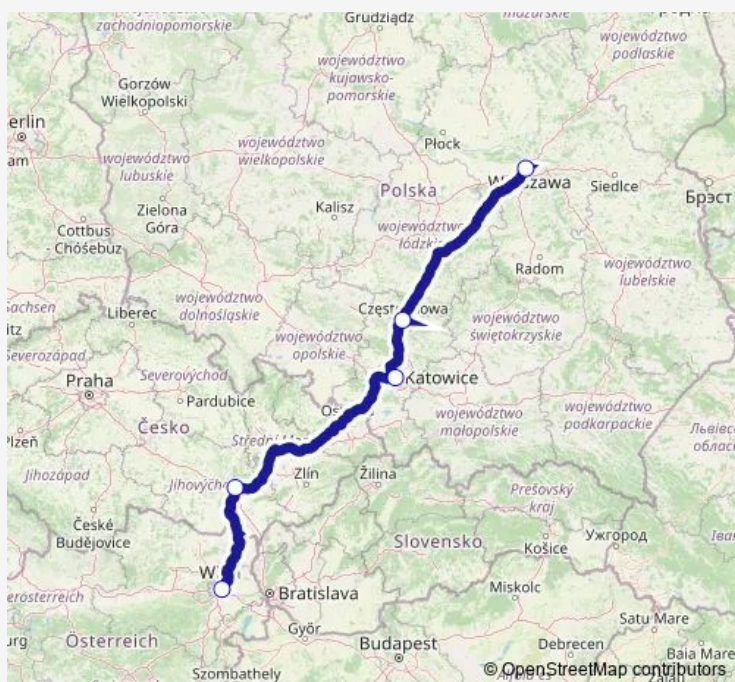 zachodniopomorskie
Grudziądz
mazurskie
województwo
podlaskie
województwo
kujawsko-
pomorskie
Gorzów
Wielkopolski
Płock
województwo
wielkopolskie
województwo
lubuskie
Polska
Siedlce
Брэст
Zielona
Góra
Kalisz
Cottbus
- Chóśebuz
województwo
Radom
województwo
lubelskie
województwo
dolnośląskie
Liberec
województwo
świętokrzyskie
województwo
opolskie
Severozápad
Praha
Severovýchod
Katowice
Pardubice
województwo
małopolskie
województwo
podkarpackie
Česko
Plzeň
Jihozápad
Zlín
Žilina
Prešovský
kraj
České
Budějovice
Slovensko
Košice
Ужгород
Bratislava
Miskolc
Satu Mare
Győr
Österreich
Budapest
Debrecen
Baia Mare
Szombathely
© OpenStreetMap contributors